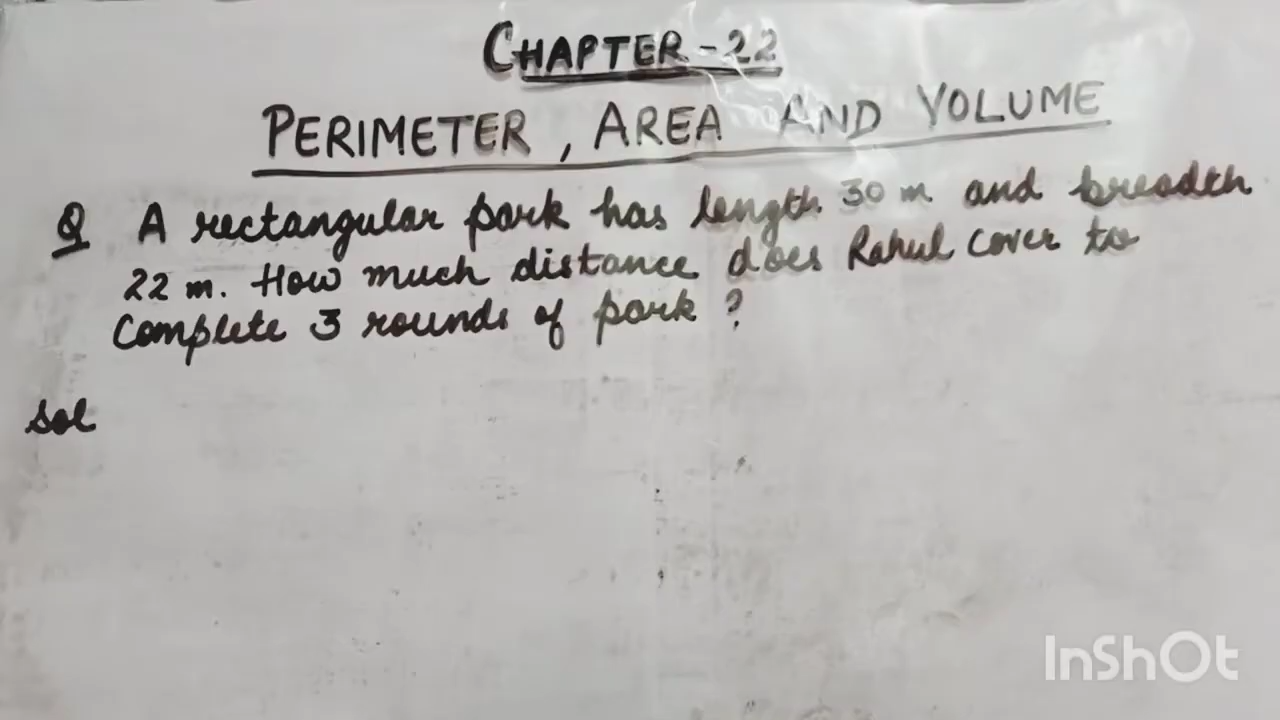 CHAPTER-22
PERIMETER, AREA AND VOLUME
Q A rectangular park has length 30 m and breadth
22 m. How much distance does Rahul cover to
Complete 3 rounds of park?
Sol
InShOt